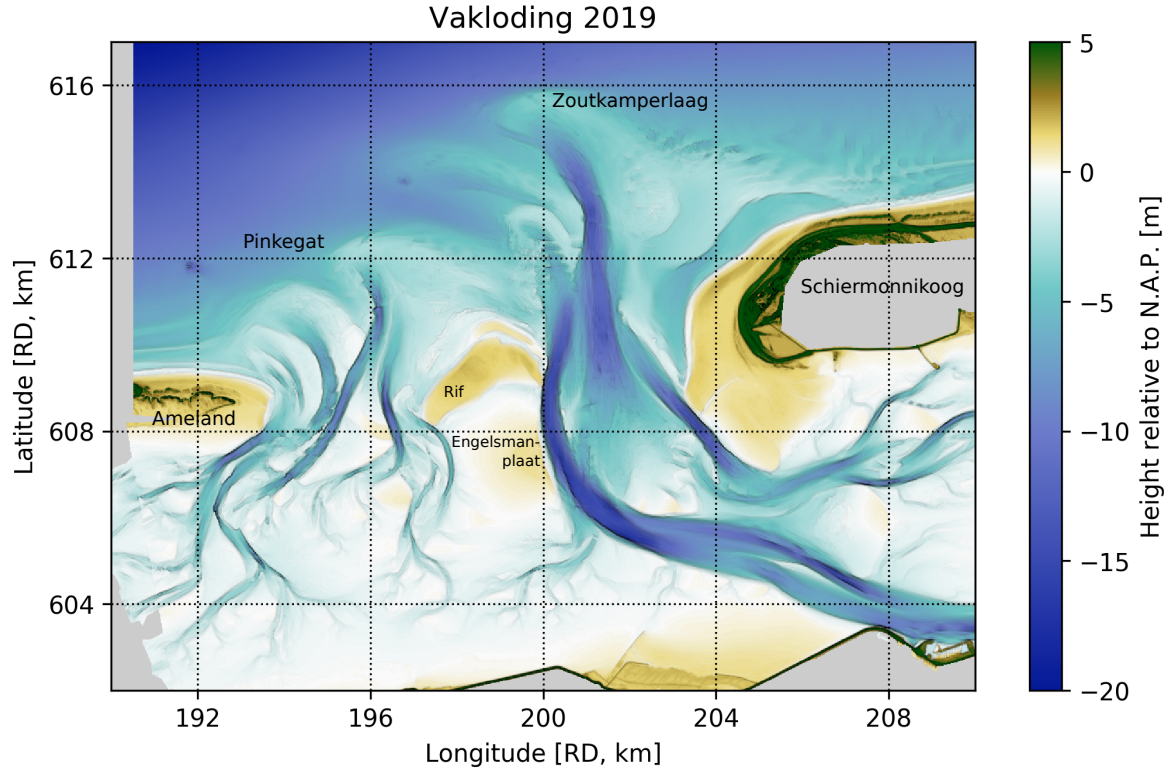 Vakloding 2019
616
612
608
604
192
196
200
204
208
Latitude [RD, km]
Longitude [RD, km]
Zoutkamperlaag
Pinkegat
Schiermonnikoog
Rif
Ameland
Engelsman-
plaat
5
0
−5
−10
−15
−20
Height relative to N.A.P. [m]